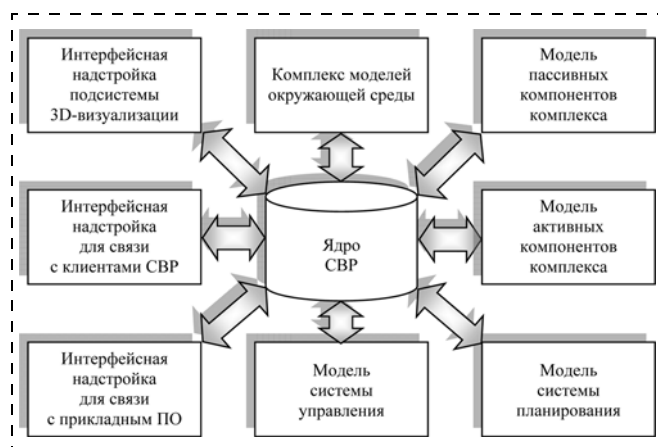 Интерфейсная
надстройка
подсистемы
3D-визуализации
Комплекс моделей
окружающей среды
Модель
пассивных
компонентов
комплекса
Интерфейсная
надстройка
для связи
с клиентами СВР
Ядро
СВР
Модель
активных
компонентов
комплекса
Интерфейсная
надстройка
для связи
с прикладным ПО
Модель
системы
управления
Модель
системы
планирования